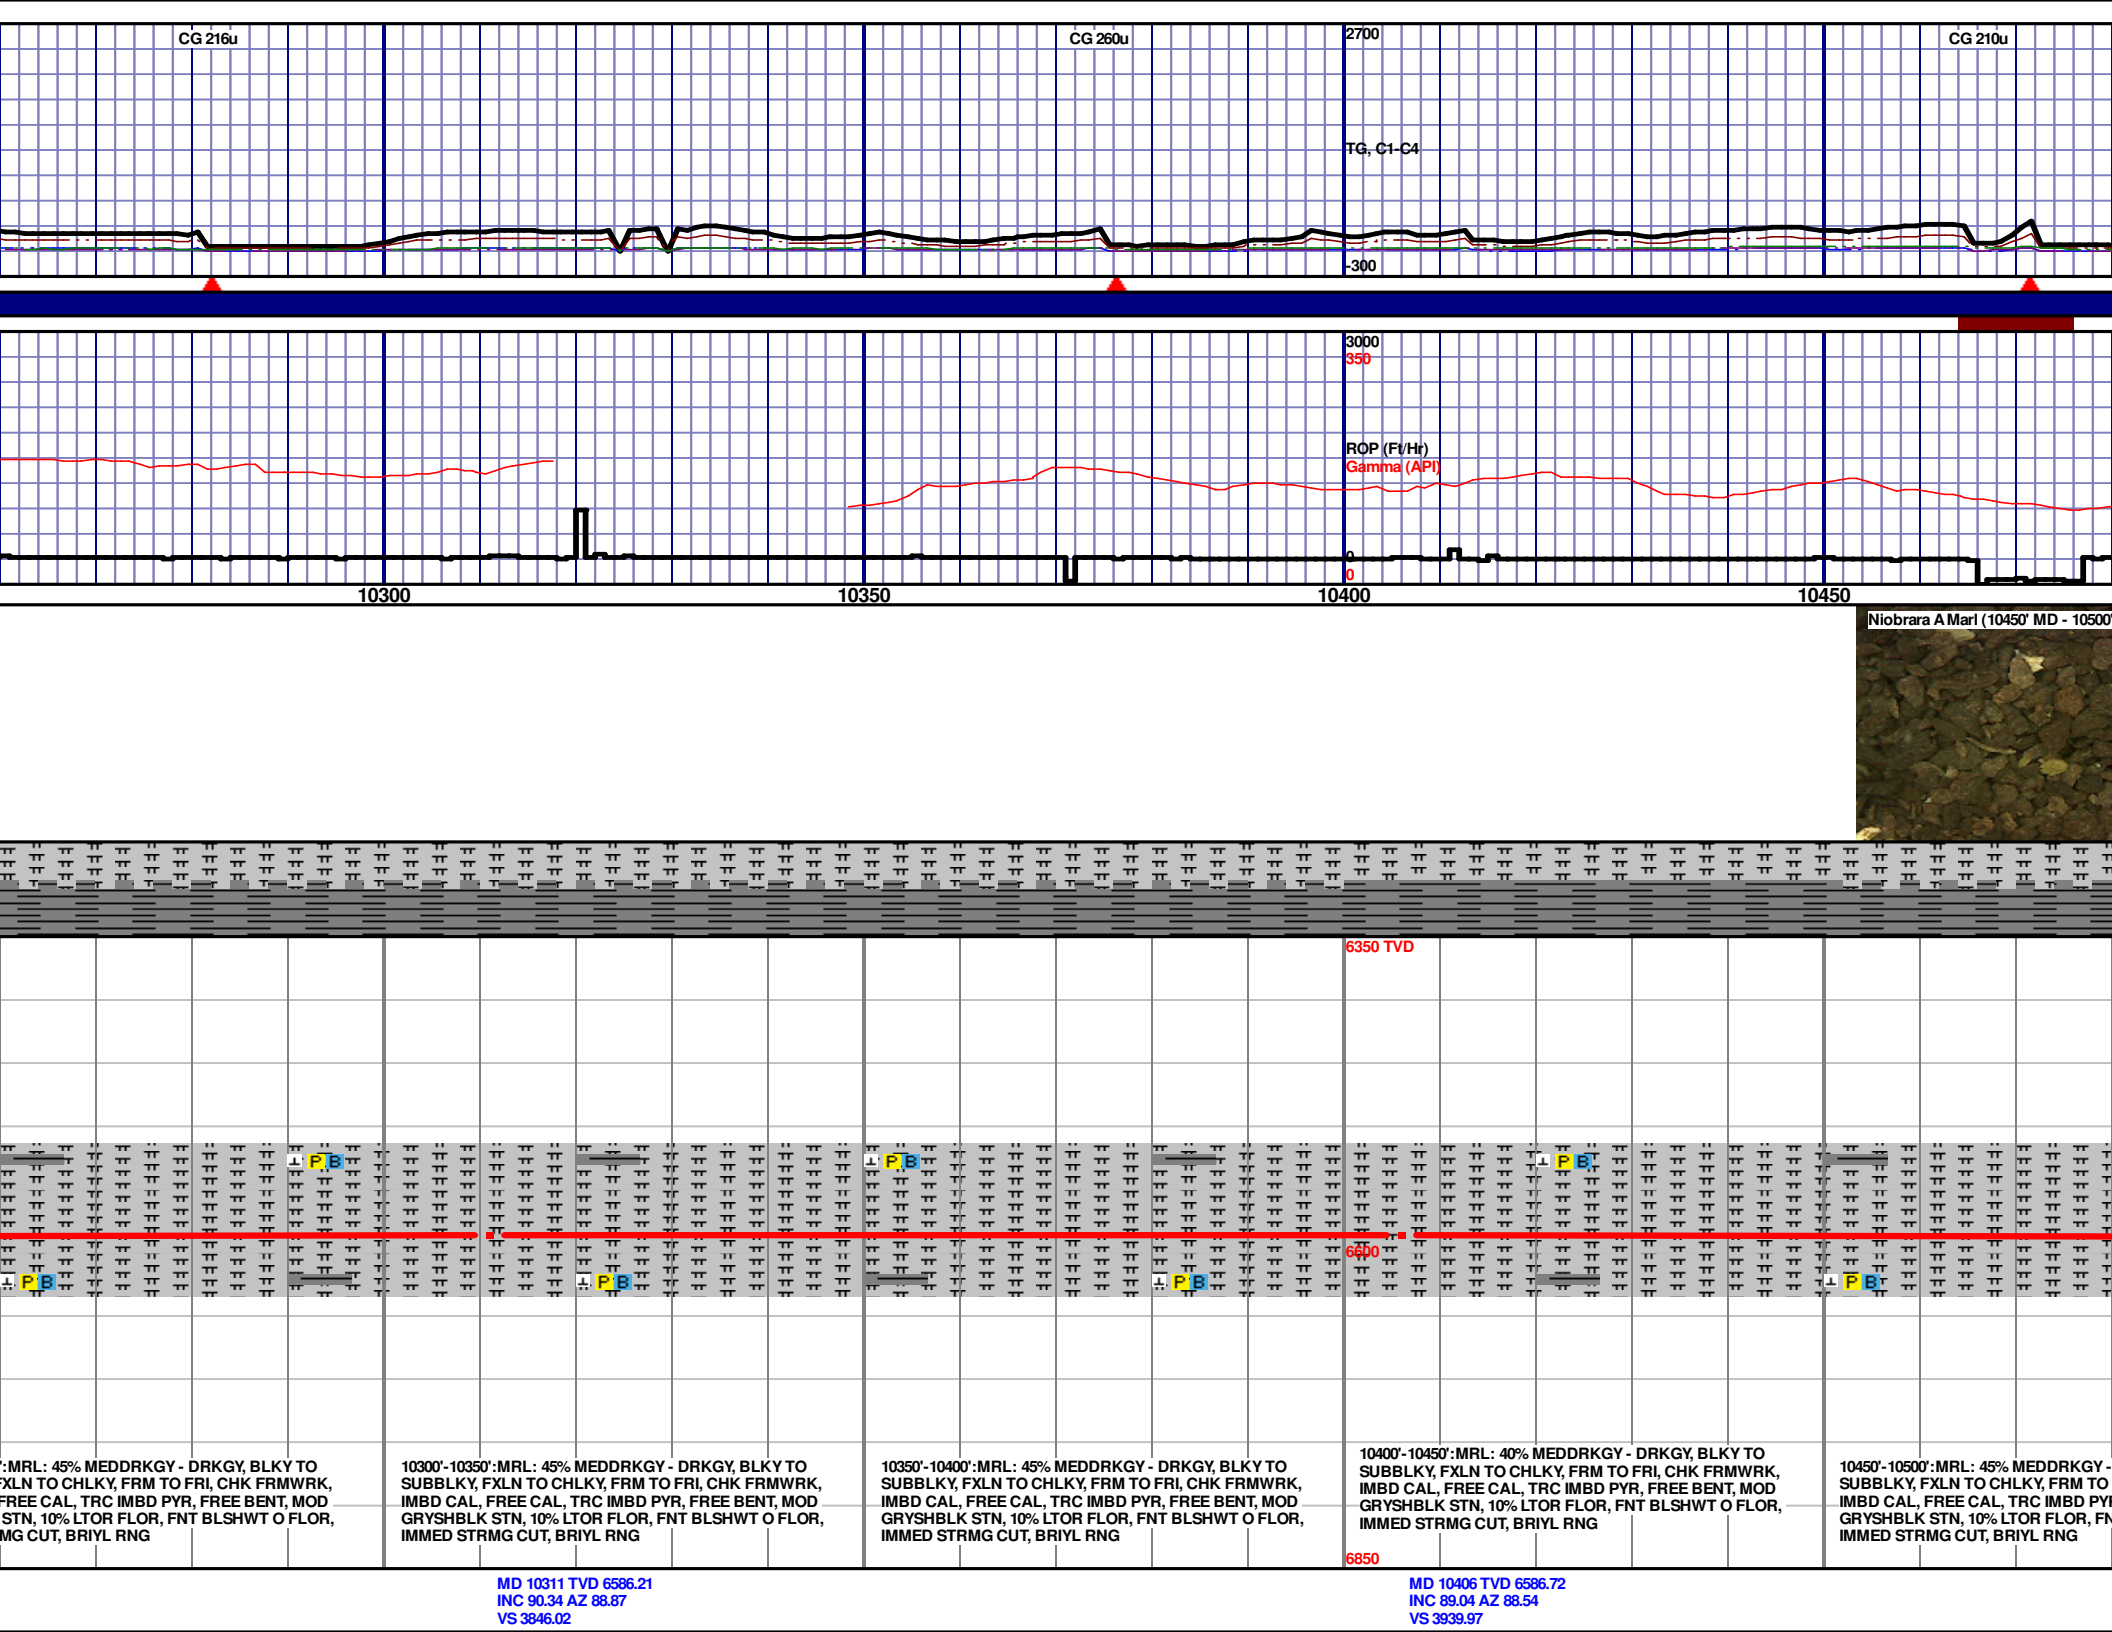 CG 216u
CG 260u
2700
CG 210u
TG, C1-C4
-300
3000
350
ROP (Ft/Hr)
Gamma (API)
0
0
10300
10350
10400
10450
Niobrara A Marl (10450' MD - 10500'
6350 TVD
P B
P B
P B
6600
P B
P B
P B
P B
':MRL: 45% MEDDRKGY - DRKGY, BLKY TO
FXLN TO CHLKY, FRM TO FRI, CHK FRMWRK,
FREE CAL, TRC IMBD PYR, FREE BENT, MOD
STN, 10% LTOR FLOR, FNT BLSHWT O FLOR,
MG CUT, BRIYL RNG
10300'-10350':MRL: 45% MEDDRKGY - DRKGY, BLKY TO
SUBBLKY, FXLN TO CHLKY, FRM TO FRI, CHK FRMWRK,
IMBD CAL, FREE CAL, TRC IMBD PYR, FREE BENT, MOD
GRYSHBLK STN, 10% LTOR FLOR, FNT BLSHWT O FLOR,
IMMED STRMG CUT, BRIYL RNG
10350'-10400':MRL: 45% MEDDRKGY - DRKGY, BLKY TO
SUBBLKY, FXLN TO CHLKY, FRM TO FRI, CHK FRMWRK,
IMBD CAL, FREE CAL, TRC IMBD PYR, FREE BENT, MOD
GRYSHBLK STN, 10% LTOR FLOR, FNT BLSHWT O FLOR,
IMMED STRMG CUT, BRIYL RNG
10400'-10450':MRL: 40% MEDDRKGY - DRKGY, BLKY TO
SUBBLKY, FXLN TO CHLKY, FRM TO FRI, CHK FRMWRK,
IMBD CAL, FREE CAL, TRC IMBD PYR, FREE BENT, MOD
GRYSHBLK STN, 10% LTOR FLOR, FNT BLSHWT O FLOR,
IMMED STRMG CUT, BRIYL RNG
10450'-10500':MRL: 45% MEDDRKGY -
SUBBLKY, FXLN TO CHLKY, FRM TO
IMBD CAL, FREE CAL, TRC IMBD PYR
GRYSHBLK STN, 10% LTOR FLOR, FN
IMMED STRMG CUT, BRIYL RNG
6850
MD 10311 TVD 6586.21
INC 90.34 AZ 88.87
VS 3846.02
MD 10406 TVD 6586.72
INC 89.04 AZ 88.54
VS 3939.97